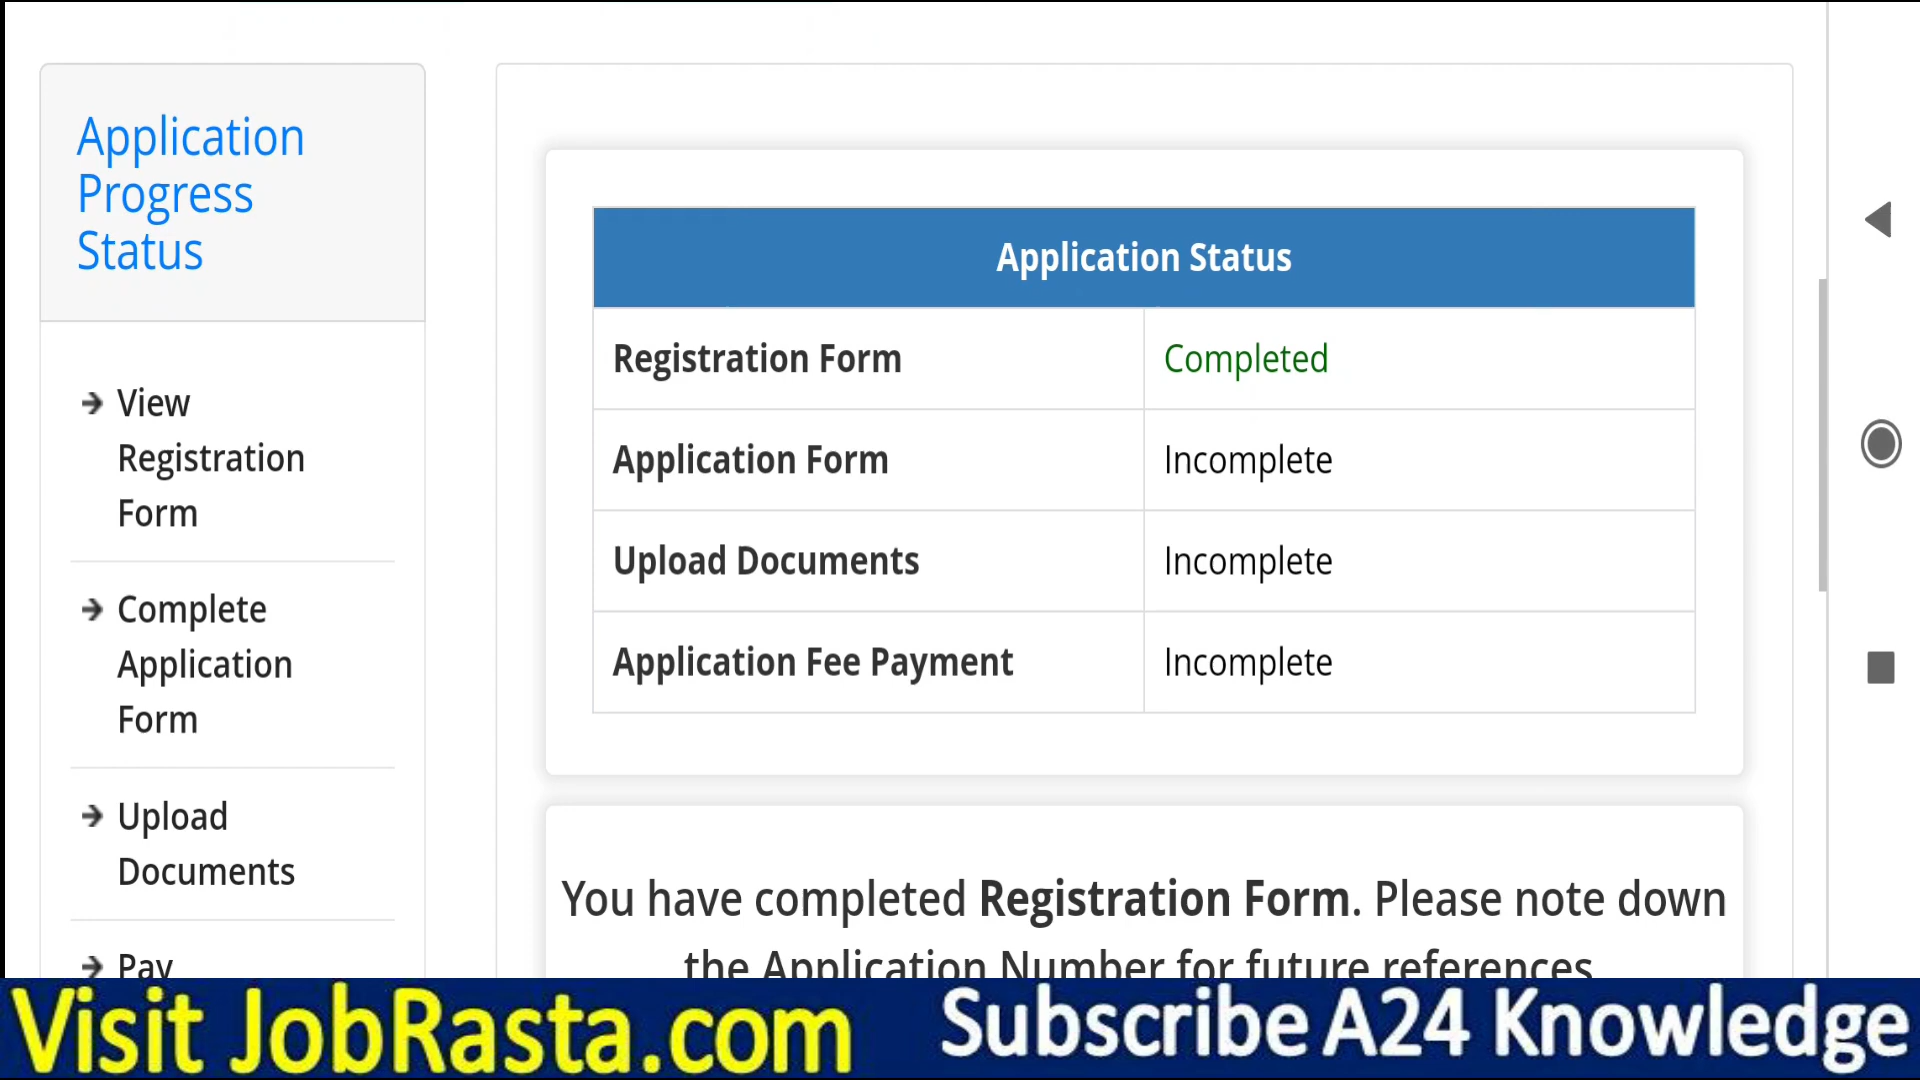 Application
Progress
Status
View
Registration
Form
Complete
Application
Form
Upload
Documents
Pay
Application Status
Registration Form Completed
Application Form Incomplete
Upload Documents Incomplete
Application Fee Payment Incomplete
You have completed Registration Form. Please note down
the Application Number for future references
Visit JobRasta.com Subscribe A24 Knowledge